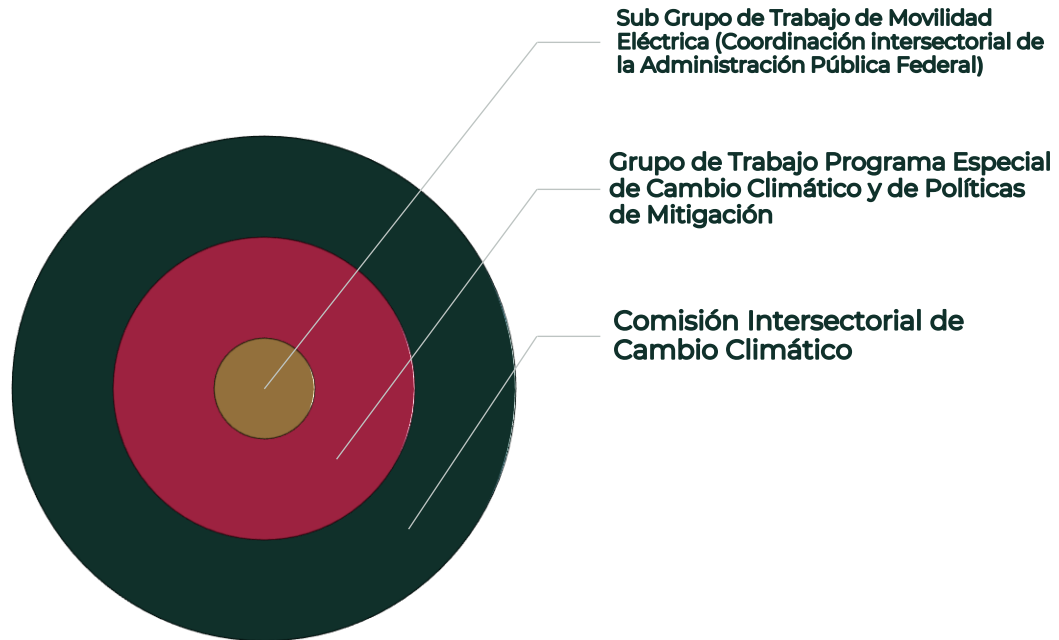 Sub Grupo de Trabajo de Movilidad
Eléctrica (Coordinación intersectorial de
la Administración Pública Federal)
Grupo de Trabajo Programa Especial
de Cambio Climático y de Políticas
de Mitigación
Comisión Intersectorial de
Cambio Climático